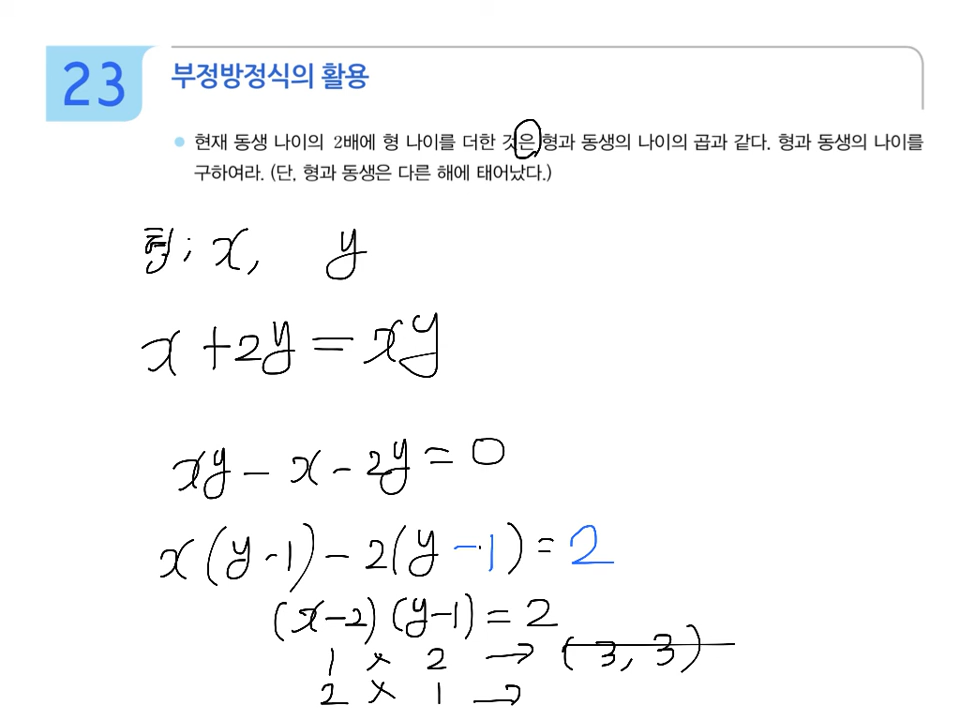 23 부정방정식의 활용
• 현재 동생 나이의 2배에 형 나이를 더한 것은 형과 동생의 나이의 곱과 같다. 형과 동생의 나이를
구하여라. (단, 형과 동생은 다른 해에 태어났다.)
형; x, y
x+2y=xy
xy-x-2y=0
x(y-1)-2(y-1)=2
(x-2)(y-1)=2
1 × 2 → (3, 3)
2 × 1 →